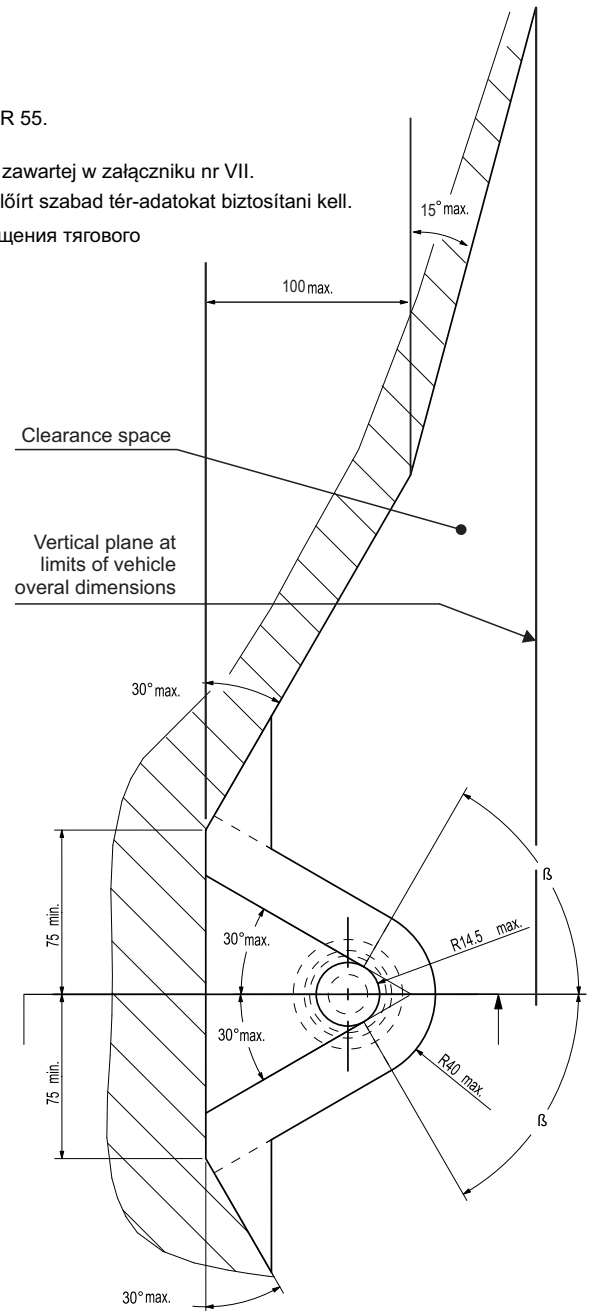 R 55.
zawartej w załączniku nr VII.
lőírt szabad tér-adatokat biztosítani kell.
щения тягового
15° max.
100 max.
Clearance space
Vertical plane at
limits of vehicle
overal dimensions
30° max.
75 min.
ß
R14.5 max.
30° max.
30° max.
75 min.
R40 max.
ß
30° max.